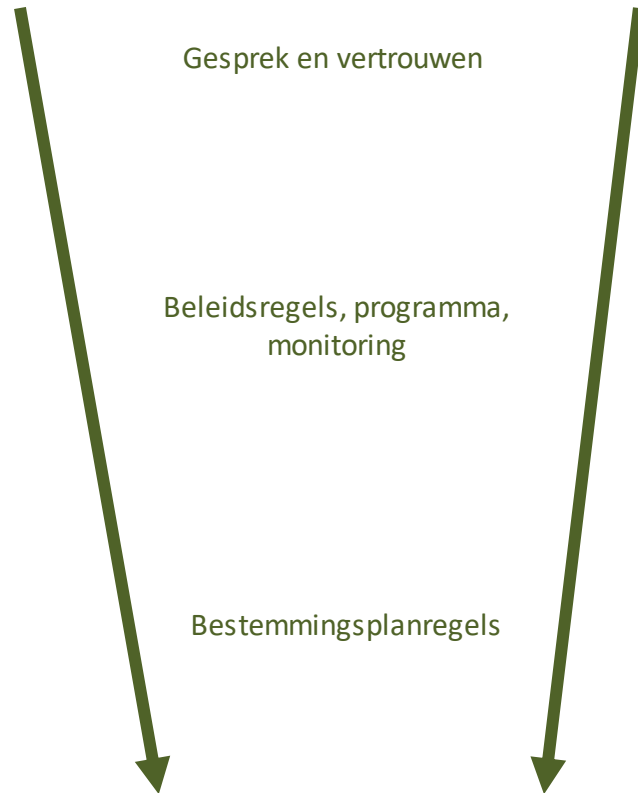 Gesprek en vertrouwen
Beleidsregels, programma,
monitoring
Bestemmingsplanregels